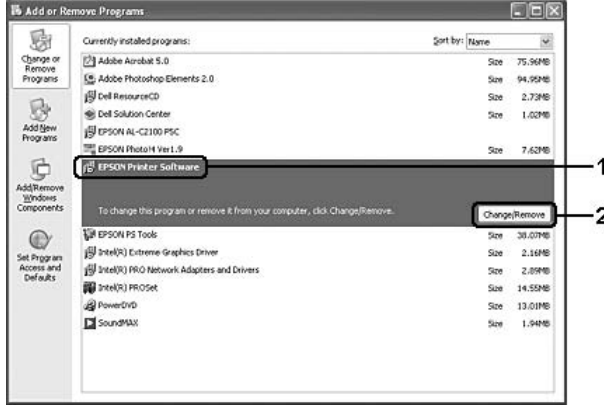 Add or Remove Programs
Change or
Remove
Programs
Add New
Programs
Add/Remove
Windows
Components
Set Program
Access and
Defaults
Currently installed programs:
Sort by: Name
Adobe Acrobat 5.0 Size 75.96MB
Adobe Photoshop Elements 2.0 Size 94.95MB
Dell ResourceCD Size 2.73MB
Dell Solution Center Size 1.02MB
EPSON AL-C2100 PSC
EPSON PhotoH Ver1.9 Size 7.62MB
EPSON Printer Software 1
To change this program or remove it from your computer, click Change/Remove.
Change/Remove 2
EPSON PS Tools Size 38.07MB
Intel(R) Extreme Graphics Driver Size 2.16MB
Intel(R) PRO Network Adapters and Drivers Size 2.89MB
Intel(R) PROSet Size 14.55MB
PowerDVD Size 13.01MB
SoundMAX Size 1.94MB